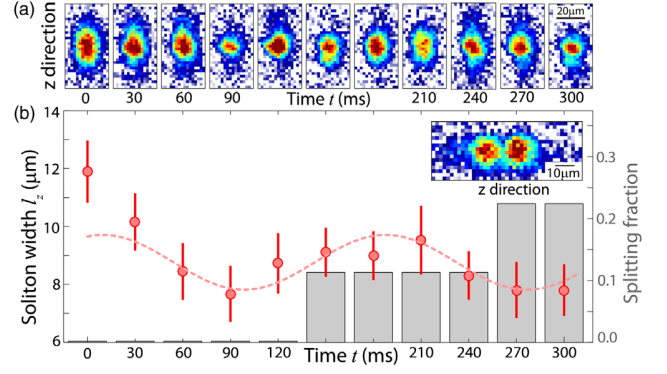 (a)
z direction
20μm
0 30 60 90 Time t (ms) 210 240 270 300
(b)
14
12
10
8
6
Soliton width l_z (μm)
10μm
z direction
0.3
0.2
0.1
0.0
Splitting fraction
0 30 60 90 120 Time t (ms) 210 240 270 300